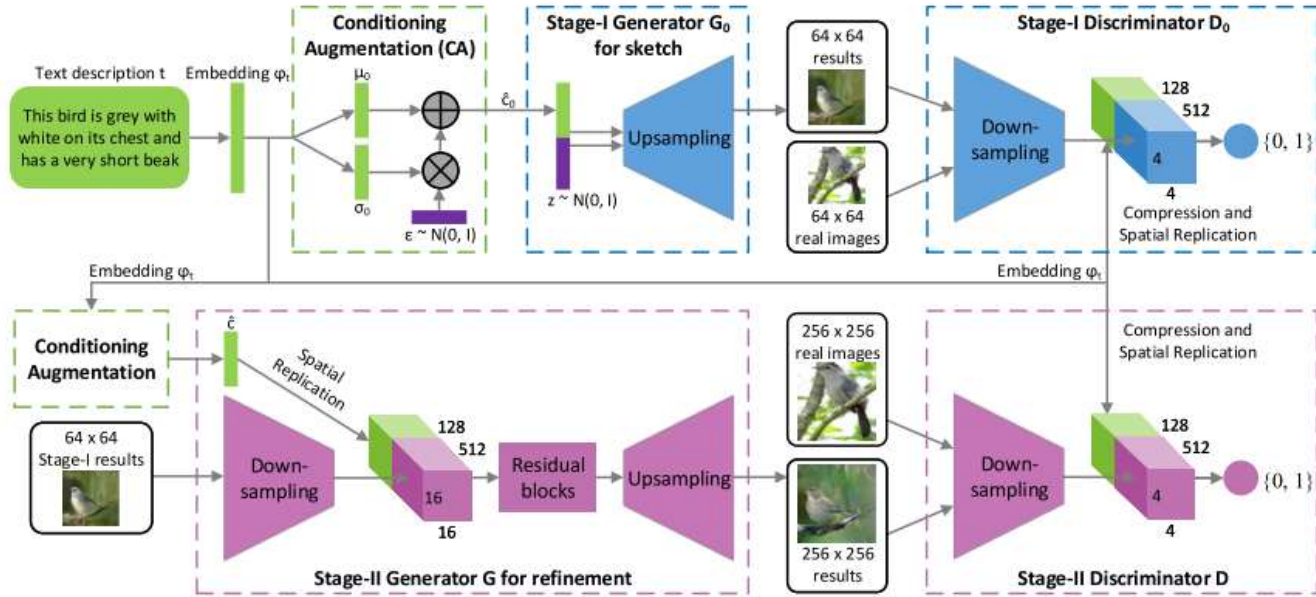 Conditioning
Augmentation (CA)
Stage-I Generator G₀
for sketch
Stage-I Discriminator D₀
Text description t
Embedding φₜ
μ₀
ĉ₀
64 x 64
results
128
512
This bird is grey with
white on its chest and
has a very short beak
Upsampling
Down-
sampling
4
4
{0, 1}
σ₀
ε ~ N(0, I)
z ~ N(0, I)
64 x 64
real images
Compression and
Spatial Replication
Embedding φₜ
Embedding φₜ
Conditioning
Augmentation
ĉ
Spatial
Replication
256 x 256
real images
Compression and
Spatial Replication
64 x 64
Stage-I results
Down-
sampling
128
512
16
16
Residual
blocks
Upsampling
256 x 256
results
Down-
sampling
128
512
4
4
{0, 1}
Stage-II Generator G for refinement
Stage-II Discriminator D